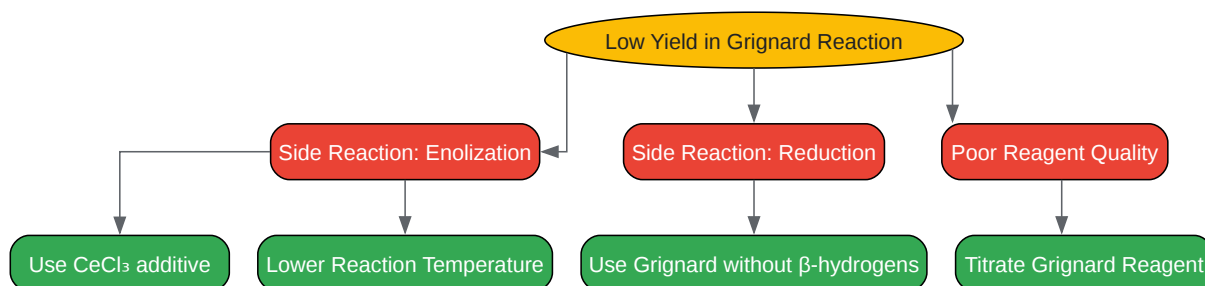 Low Yield in Grignard Reaction
Side Reaction: Enolization
Side Reaction: Reduction
Poor Reagent Quality
Use CeCl₃ additive
Lower Reaction Temperature
Use Grignard without β-hydrogens
Titrate Grignard Reagent